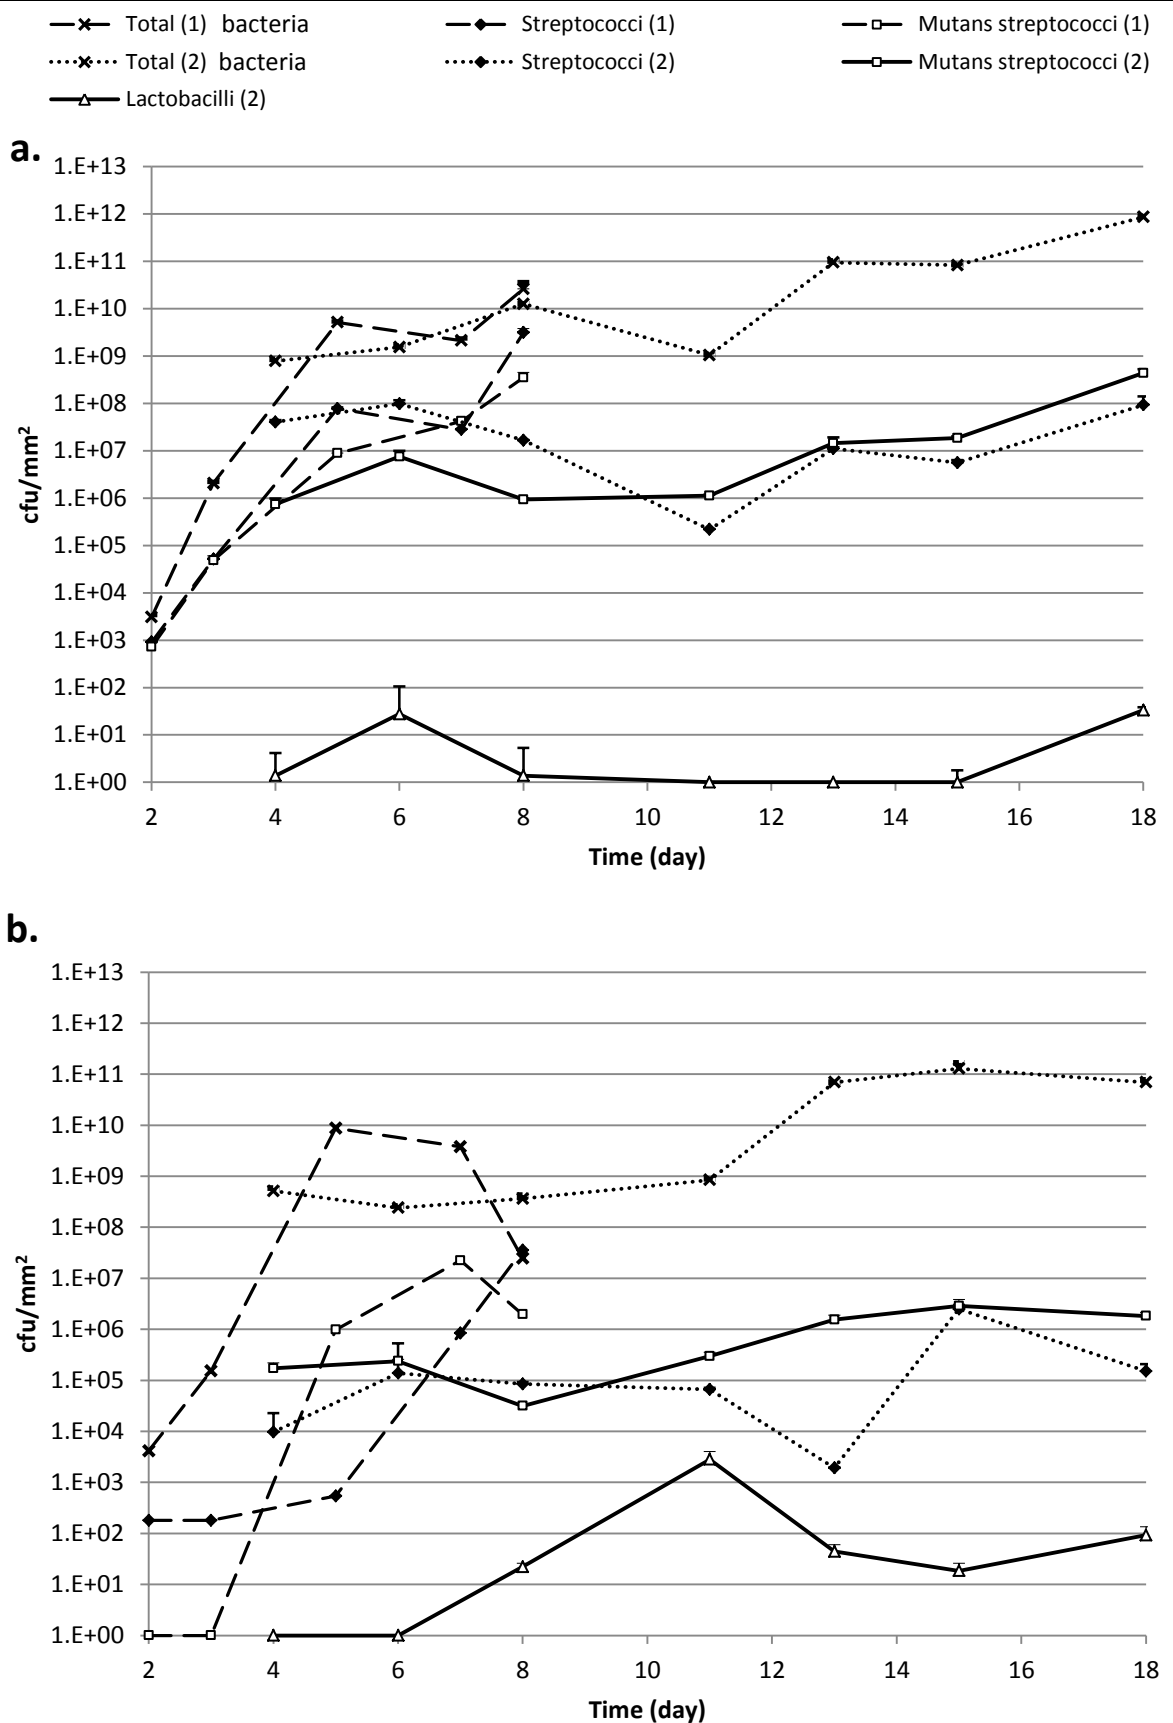 Total (1) bacteria Streptococci (1) Mutans streptococci (1)
Total (2) bacteria Streptococci (2) Mutans streptococci (2)
Lactobacilli (2)
a.
1.E+13
1.E+12
1.E+11
1.E+10
1.E+09
1.E+08
1.E+07
1.E+06
1.E+05
1.E+04
1.E+03
1.E+02
1.E+01
1.E+00
cfu/mm²
2 4 6 8 10 12 14 16 18
Time (day)
b.
1.E+13
1.E+12
1.E+11
1.E+10
1.E+09
1.E+08
1.E+07
1.E+06
1.E+05
1.E+04
1.E+03
1.E+02
1.E+01
1.E+00
cfu/mm²
2 4 6 8 10 12 14 16 18
Time (day)